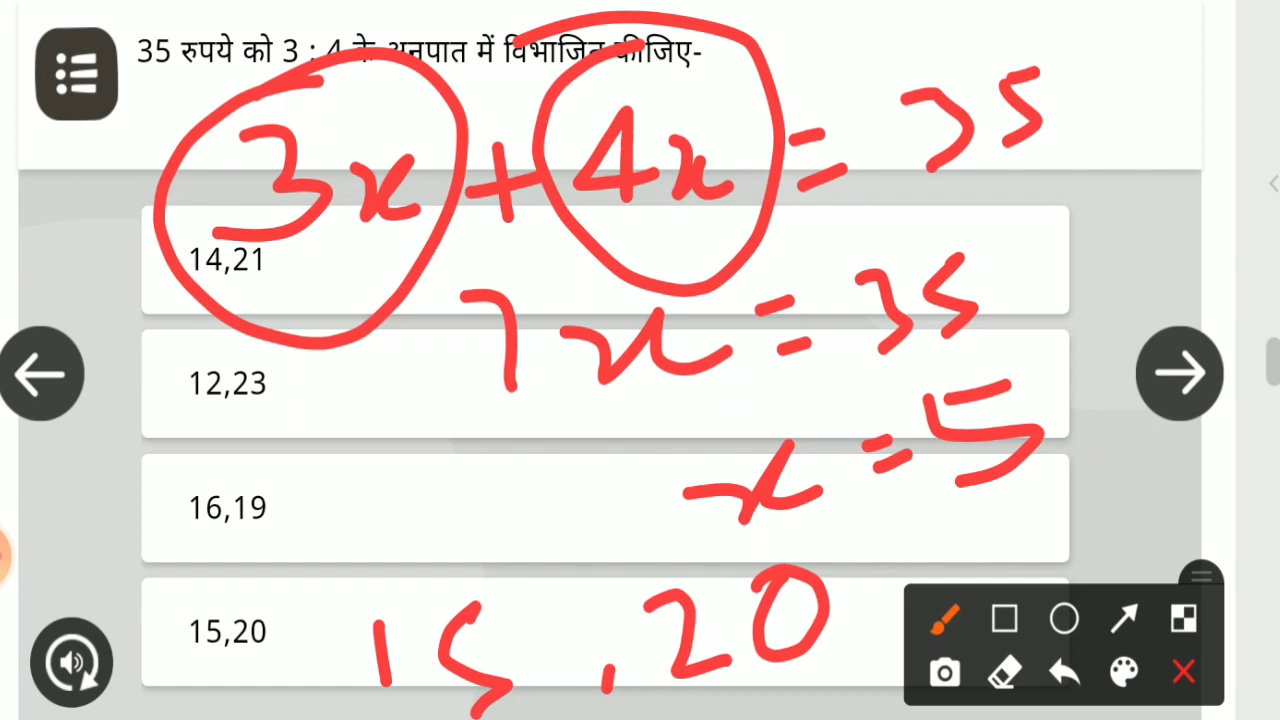 35 रुपये को 3 : 4 के अनुपात में विभाजित कीजिए-
3x + 4x = 35
14,21
7x = 35
12,23
x = 5
16,19
15,20
15, 20